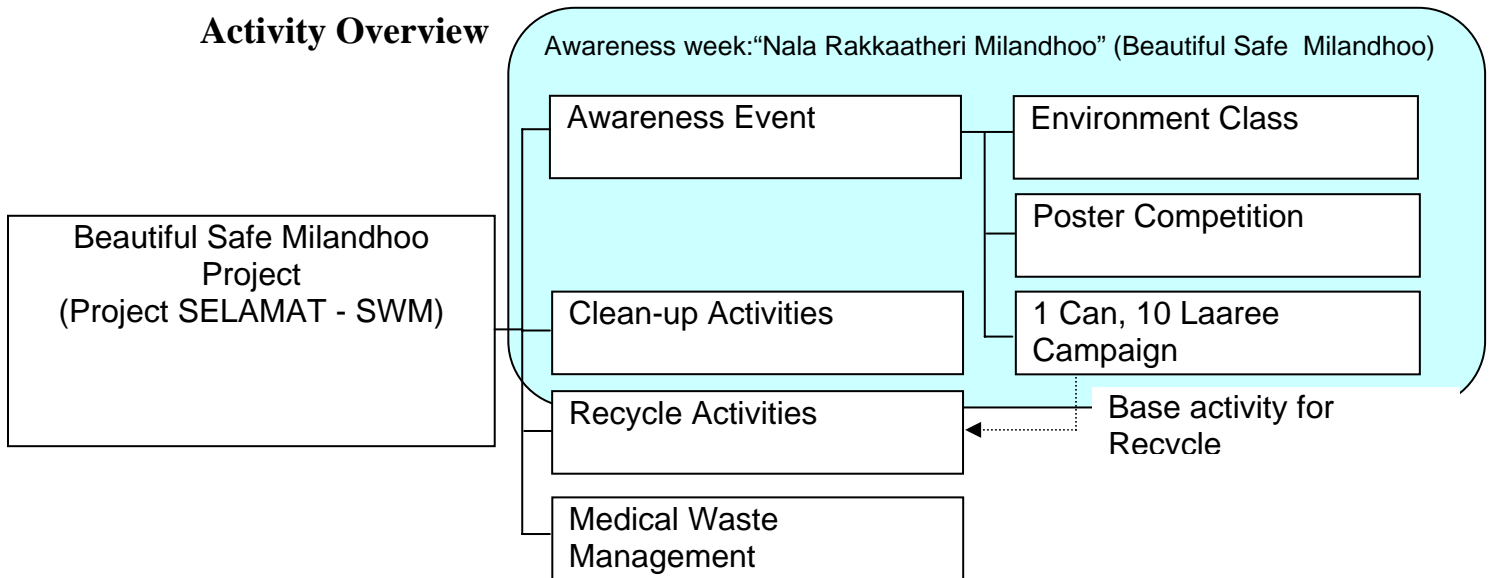 Activity Overview
Awareness week:“Nala Rakkaatheri Milandhoo” (Beautiful Safe Milandhoo)
Awareness Event
Environment Class
Poster Competition
Beautiful Safe Milandhoo
Project
(Project SELAMAT - SWM)
Clean-up Activities
1 Can, 10 Laaree
Campaign
Recycle Activities
Base activity for
Recycle
Medical Waste
Management